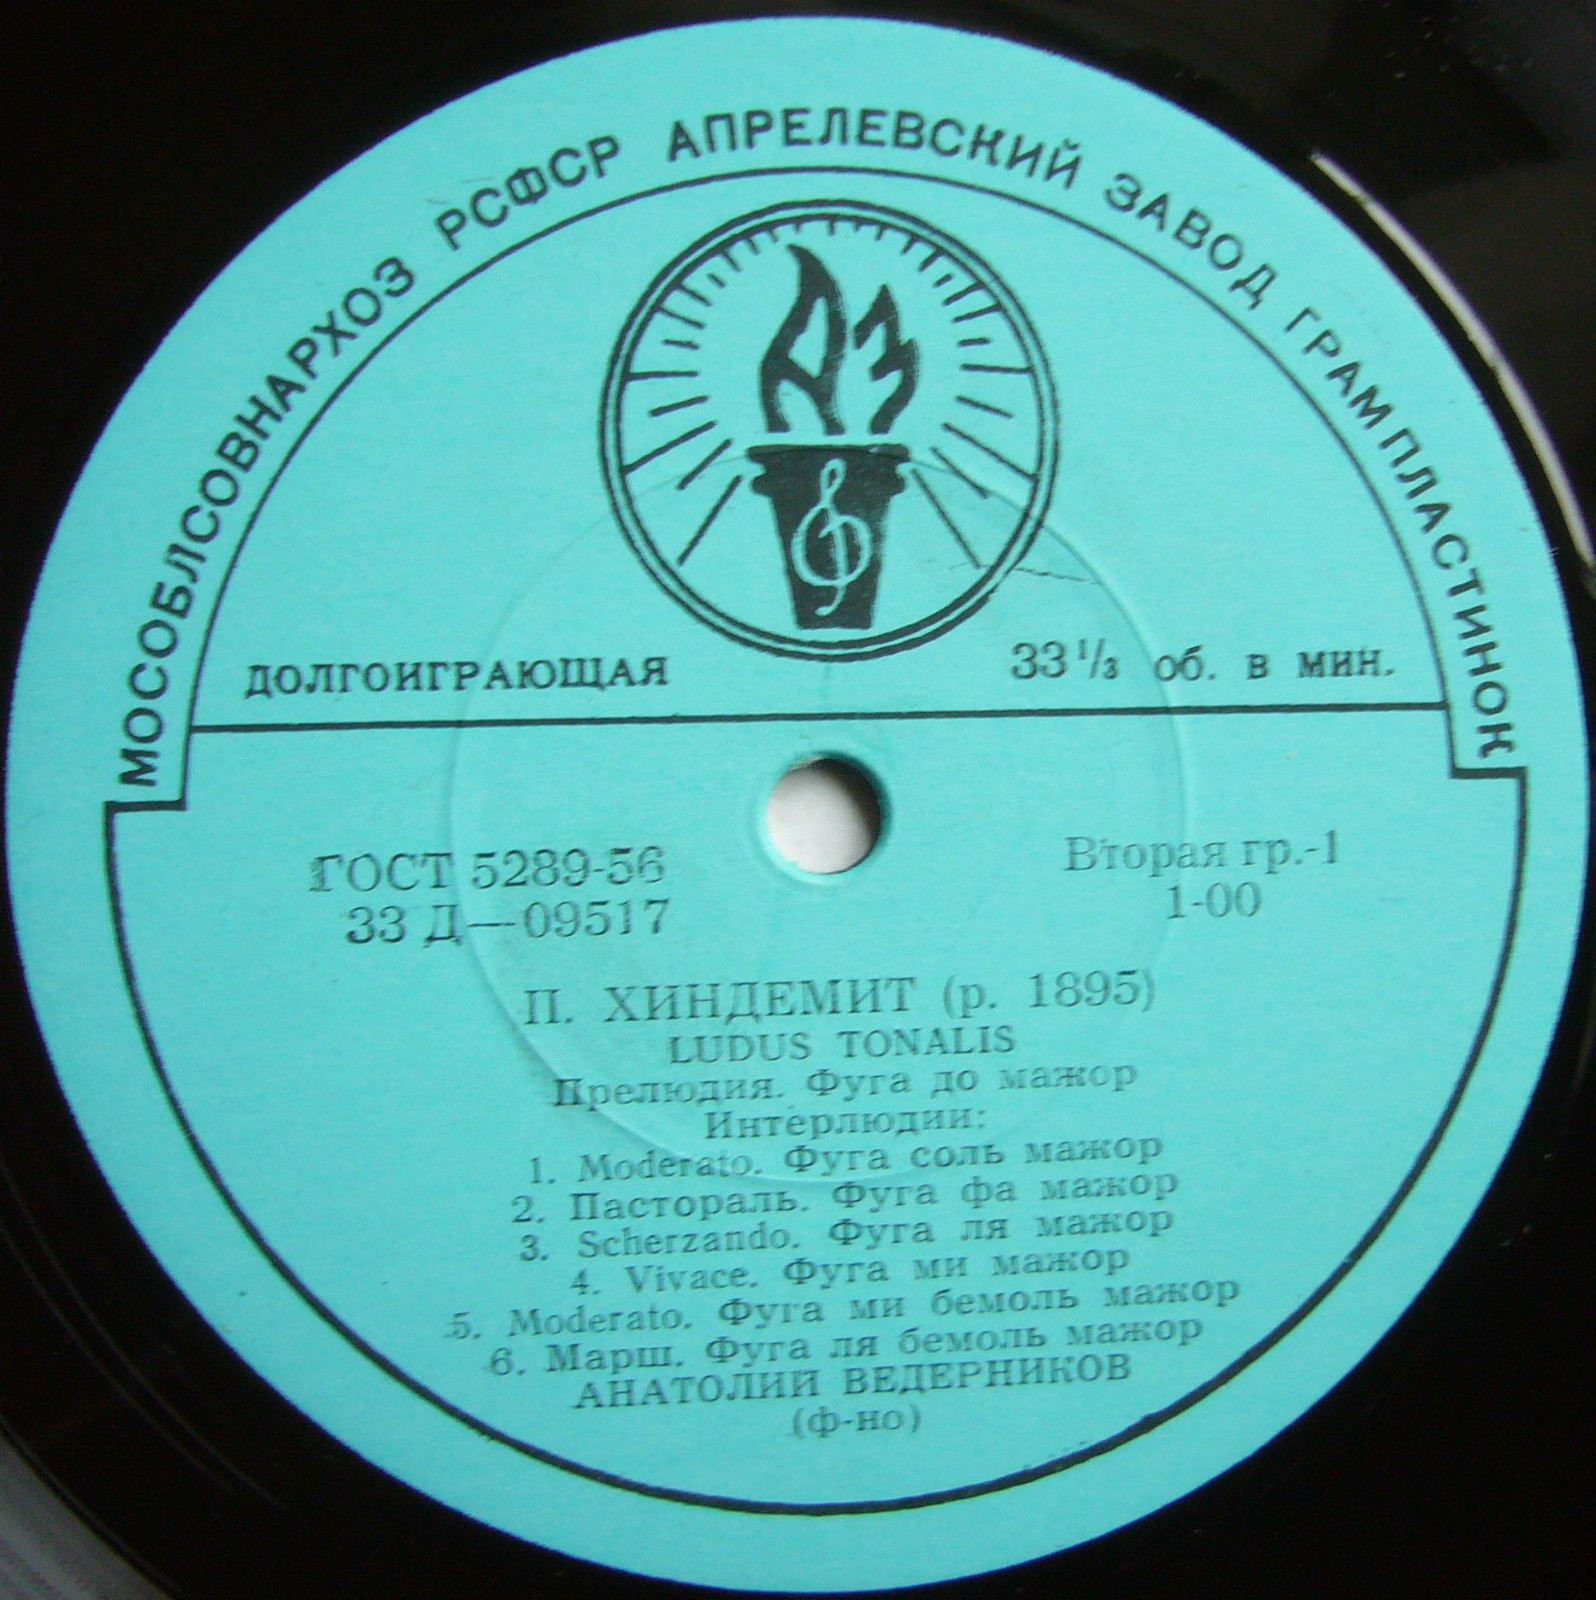 МОСОБЛСОВНАРХОЗ РСФСР АПРЕЛЕВСКИЙ ЗАВОД ГРАМПЛАСТИНОК
АЗ
ДОЛГОИГРАЮЩАЯ
33 1/3 об. в мин.
ГОСТ 5289-56
33 Д—09517
Вторая гр.-1
1-00
П. ХИНДЕМИТ (р. 1895)
LUDUS TONALIS
Прелюдия. Фуга до мажор
Интерлюдии:
1. Moderato. Фуга соль мажор
2. Пастораль. Фуга фа мажор
3. Scherzando. Фуга ля мажор
4. Vivace. Фуга ми мажор
5. Moderato. Фуга ми бемоль мажор
6. Марш. Фуга ля бемоль мажор
АНАТОЛИЙ ВЕДЕРНИКОВ
(ф-но)